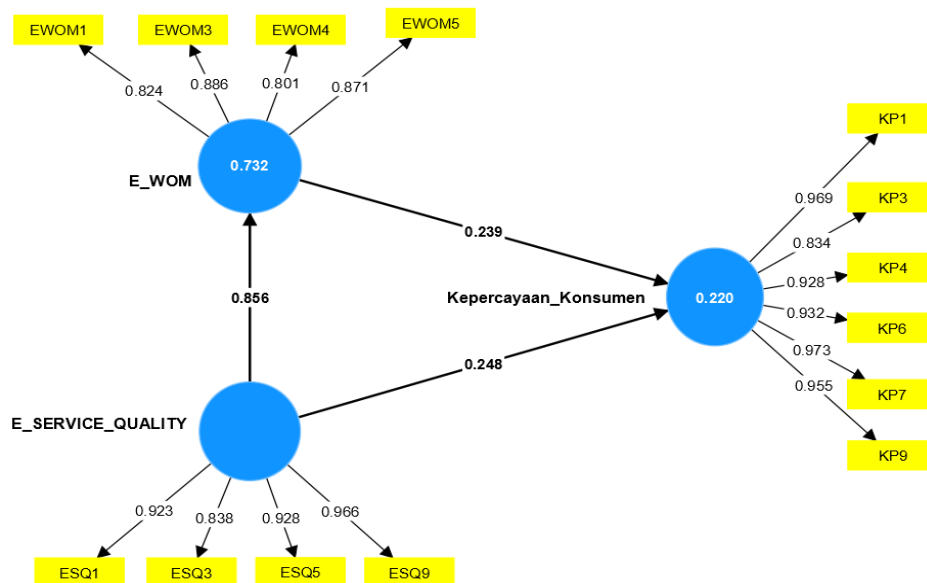 EWOM1
EWOM3
EWOM4
EWOM5
0.824
0.886
0.801
0.871
0.732
E_WOM
KP1
KP3
KP4
KP6
KP7
KP9
0.969
0.834
0.928
0.932
0.973
0.955
0.239
Kepercayaan_Konsumen
0.220
0.856
0.248
E_SERVICE_QUALITY
0.923
0.838
0.928
0.966
ESQ1
ESQ3
ESQ5
ESQ9